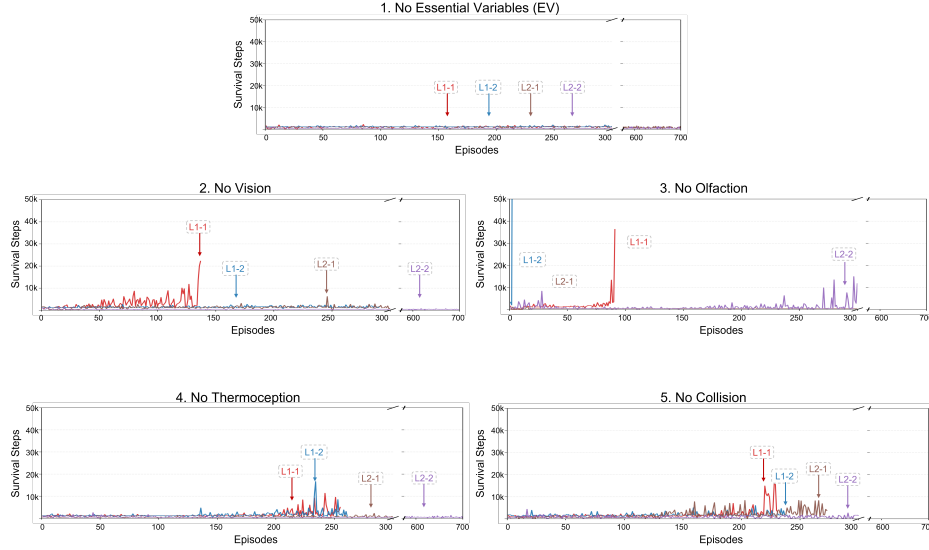 1. No Essential Variables (EV)
50k
40k
30k
20k
10k
Survival Steps
L1-1
L1-2
L2-1
L2-2
0
50
100
150
200
250
300
600
700
Episodes
2. No Vision
50k
40k
30k
20k
10k
Survival Steps
L1-1
L1-2
L2-1
L2-2
0
50
100
150
200
250
300
600
700
Episodes
3. No Olfaction
50k
40k
30k
20k
10k
Survival Steps
L1-2
L2-1
L1-1
L2-2
0
50
100
150
200
250
300
600
70
Episodes
4. No Thermoception
50k
40k
30k
20k
10k
Survival Steps
L1-1
L1-2
L2-1
L2-2
0
50
100
150
200
250
300
600
700
Episodes
5. No Collision
50k
40k
30k
20k
10k
Survival Steps
L1-1
L1-2
L2-1
L2-2
0
50
100
150
200
250
300
600
70
Episodes